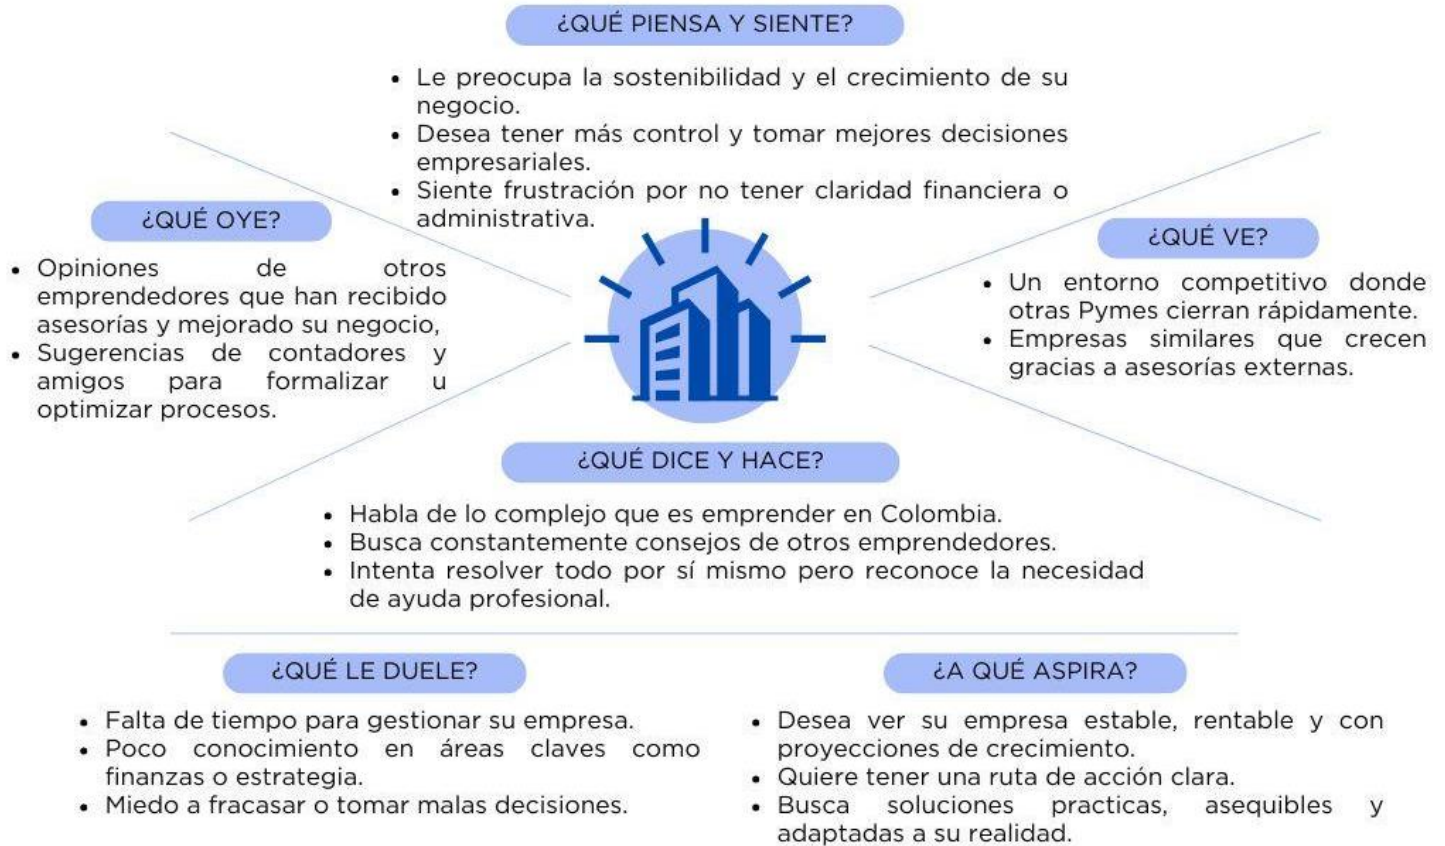 ¿QUÉ PIENSA Y SIENTE?
• Le preocupa la sostenibilidad y el crecimiento de su
negocio.
• Desea tener más control y tomar mejores decisiones
empresariales.
• Siente frustración por no tener claridad financiera o
administrativa.
¿QUÉ OYE?
• Opiniones de otros
emprendedores que han recibido
asesorías y mejorado su negocio,
• Sugerencias de contadores y
amigos para formalizar u
optimizar procesos.
¿QUÉ VE?
• Un entorno competitivo donde
otras Pymes cierran rápidamente.
• Empresas similares que crecen
gracias a asesorías externas.
¿QUÉ DICE Y HACE?
• Habla de lo complejo que es emprender en Colombia.
• Busca constantemente consejos de otros emprendedores.
• Intenta resolver todo por sí mismo pero reconoce la necesidad
de ayuda profesional.
¿QUÉ LE DUELE?
• Falta de tiempo para gestionar su empresa.
• Poco conocimiento en áreas claves como
finanzas o estrategia.
• Miedo a fracasar o tomar malas decisiones.
¿A QUÉ ASPIRA?
• Desea ver su empresa estable, rentable y con
proyecciones de crecimiento.
• Quiere tener una ruta de acción clara.
• Busca soluciones practicas, asequibles y
adaptadas a su realidad.